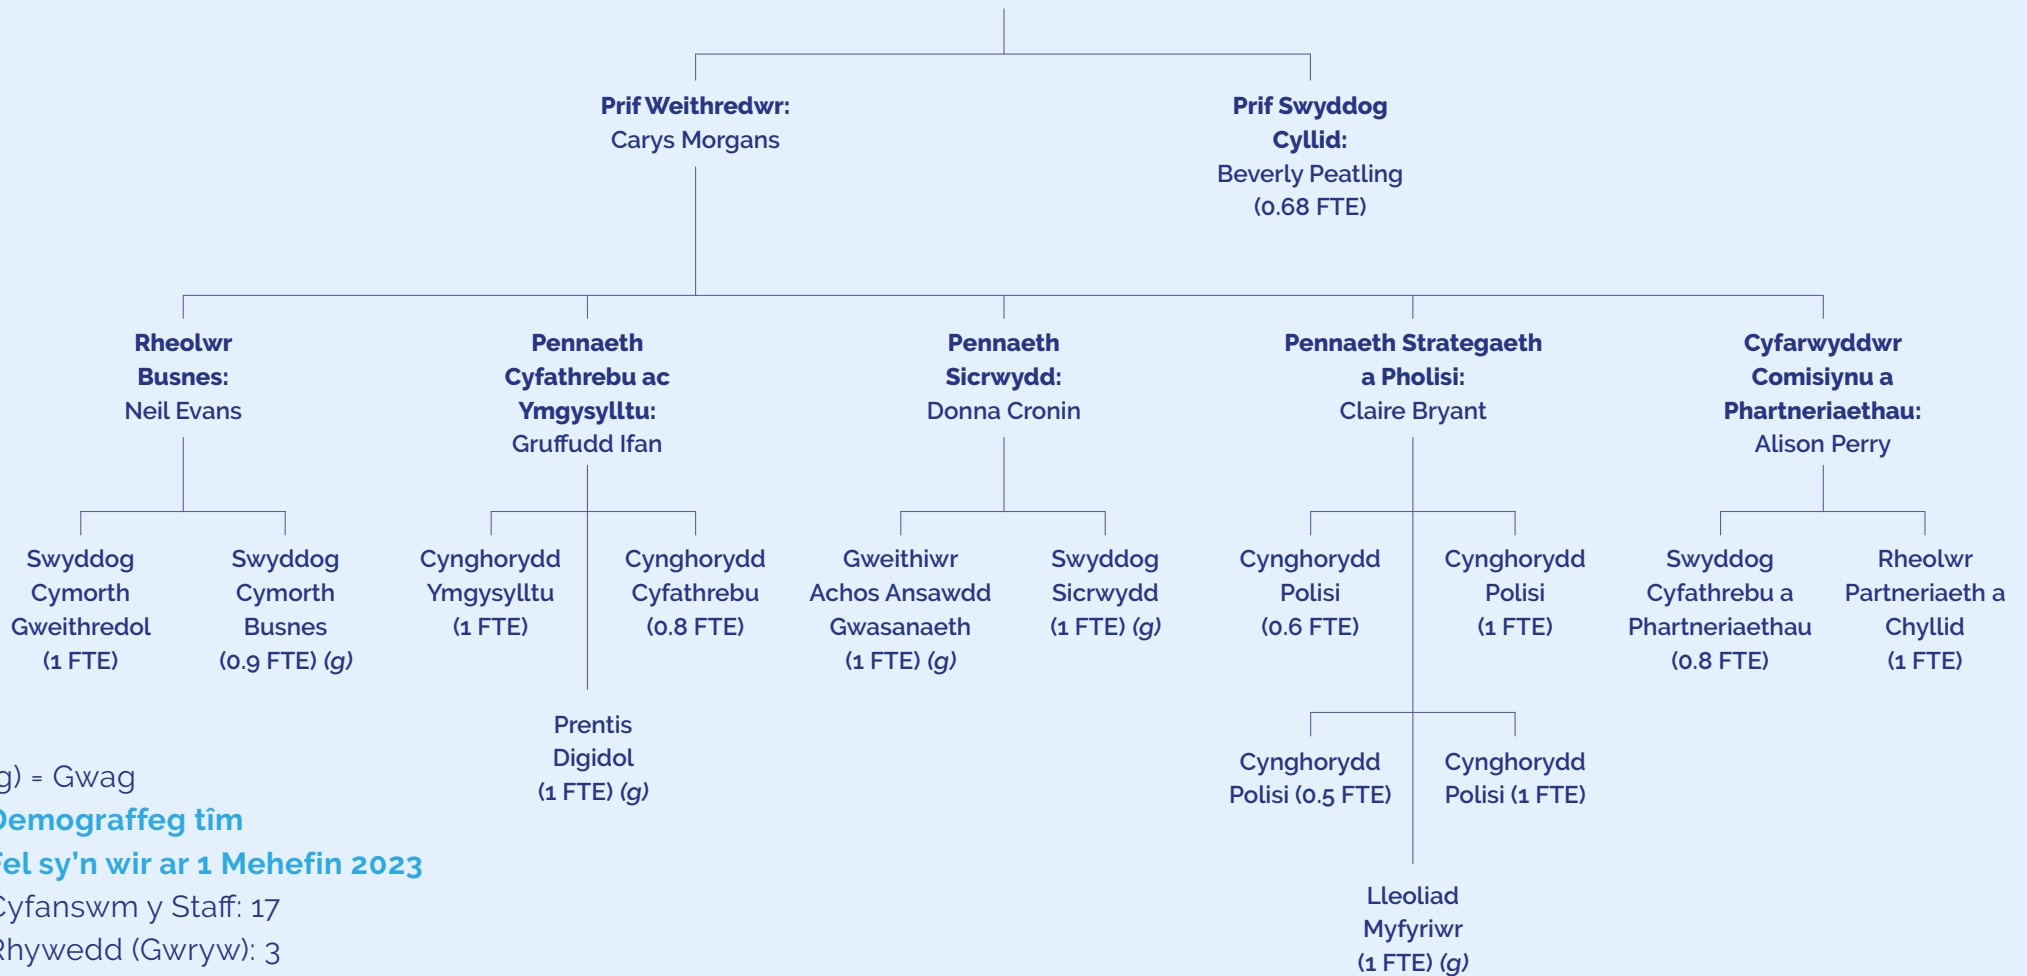 Prif Weithredwr:
Carys Morgans
Prif Swyddog
Cyllid:
Beverly Peatling
(0.68 FTE)
Rheolwr
Busnes:
Neil Evans
Pennaeth
Cyfathrebu ac
Ymgysylltu:
Gruffudd Ifan
Pennaeth
Sicrwydd:
Donna Cronin
Pennaeth Strategaeth
a Pholisi:
Claire Bryant
Cyfarwyddwr
Comisiynu a
Phartneriaethau:
Alison Perry
Swyddog
Cymorth
Gweithredol
(1 FTE)
Swyddog
Cymorth
Busnes
(0.9 FTE) (g)
Cynghorydd
Ymgysylltu
(1 FTE)
Cynghorydd
Cyfathrebu
(0.8 FTE)
Prentis
Digidol
(1 FTE) (g)
Gweithiwr
Achos Ansawdd
Gwasanaeth
(1 FTE) (g)
Swyddog
Sicrwydd
(1 FTE) (g)
Cynghorydd
Polisi
(0.6 FTE)
Cynghorydd
Polisi
(1 FTE)
Cynghorydd
Polisi (0.5 FTE)
Cynghorydd
Polisi (1 FTE)
Lleoliad
Myfyriwr
(1 FTE) (g)
Swyddog
Cyfathrebu a
Phartneriaethau
(0.8 FTE)
Rheolwr
Partneriaeth a
Chyllid
(1 FTE)
g) = Gwag
Demograffeg tîm
Fel sy'n wir ar 1 Mehefin 2023
Cyfanswm y Staff: 17
Rhywedd (Gwryw): 3